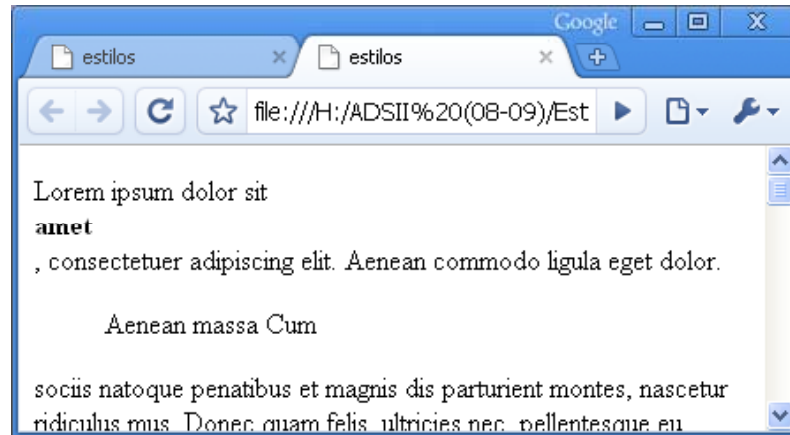 Google
estilos
estilos
file:///H:/ADSII%20(08-09)/Est
Lorem ipsum dolor sit
amet
, consectetuer adipiscing elit. Aenean commodo ligula eget dolor.
Aenean massa Cum
sociis natoque penatibus et magnis dis parturient montes, nascetur
ridiculus mus. Donec quam felis, ultricies nec, pellentesque eu